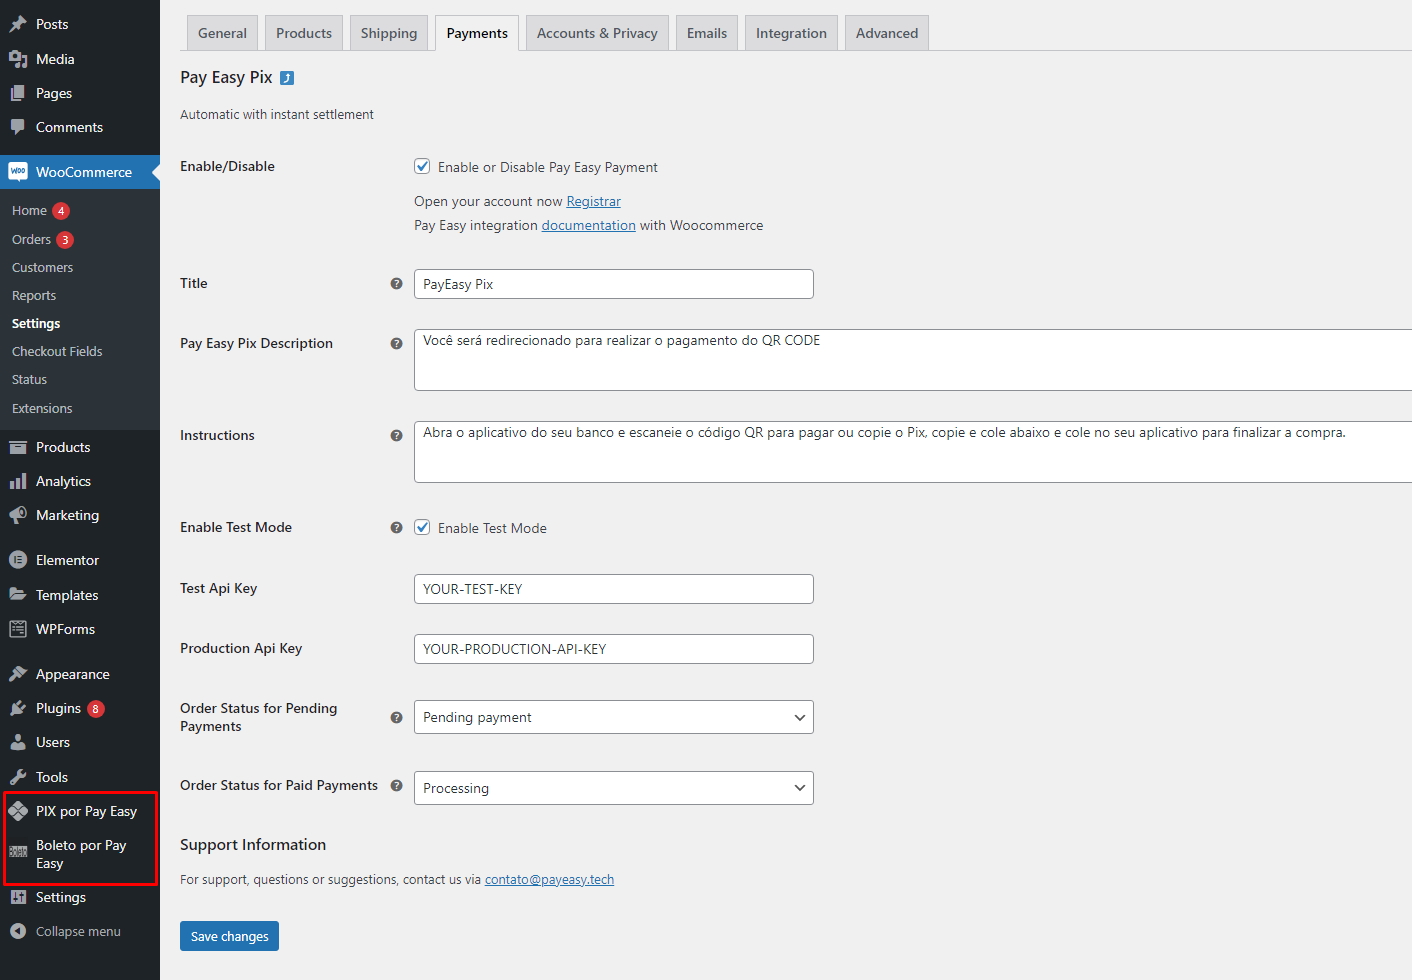 Posts
Media
Pages
Comments
WooCommerce
Home 4
Orders 3
Customers
Reports
Settings
Checkout Fields
Status
Extensions
Products
Analytics
Marketing
Elementor
Templates
WPForms
Appearance
Plugins 8
Users
Tools
PIX por Pay Easy
Boleto por Pay
Easy
Settings
Collapse menu
General
Products
Shipping
Payments
Accounts & Privacy
Emails
Integration
Advanced
Pay Easy Pix
Automatic with instant settlement
Enable/Disable
Enable or Disable Pay Easy Payment
Open your account now Registrar
Pay Easy integration documentation with Woocommerce
Title
PayEasy Pix
Pay Easy Pix Description
Você será redirecionado para realizar o pagamento do QR CODE
Instructions
Abra o aplicativo do seu banco e escaneie o código QR para pagar ou copie o Pix, copie e cole abaixo e cole no seu aplicativo para finalizar a compra.
Enable Test Mode
Enable Test Mode
Test Api Key
YOUR-TEST-KEY
Production Api Key
YOUR-PRODUCTION-API-KEY
Order Status for Pending
Payments
Pending payment
Order Status for Paid Payments
Processing
Support Information
For support, questions or suggestions, contact us via contato@payeasy.tech
Save changes